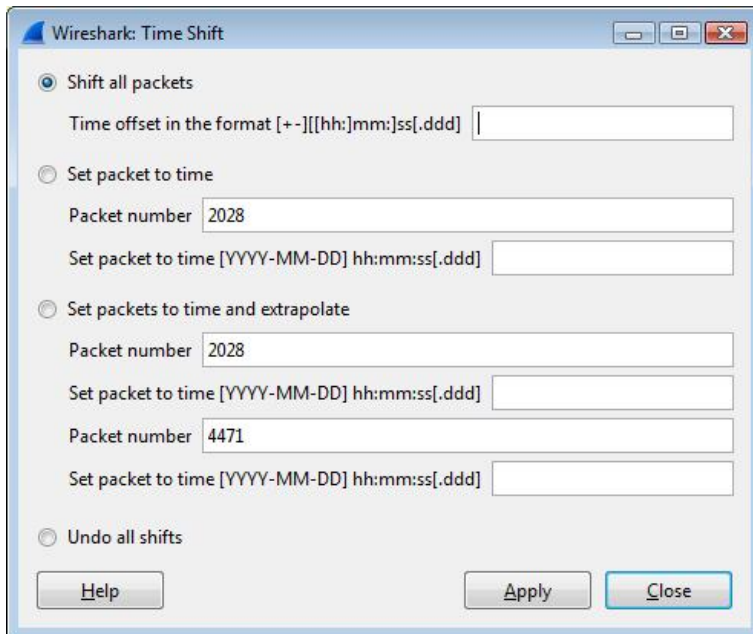 Wireshark: Time Shift
Shift all packets
Time offset in the format [+-][[hh:]mm:]ss[.ddd]
Set packet to time
Packet number 2028
Set packet to time [YYYY-MM-DD] hh:mm:ss[.ddd]
Set packets to time and extrapolate
Packet number 2028
Set packet to time [YYYY-MM-DD] hh:mm:ss[.ddd]
Packet number 4471
Set packet to time [YYYY-MM-DD] hh:mm:ss[.ddd]
Undo all shifts
Help Apply Close